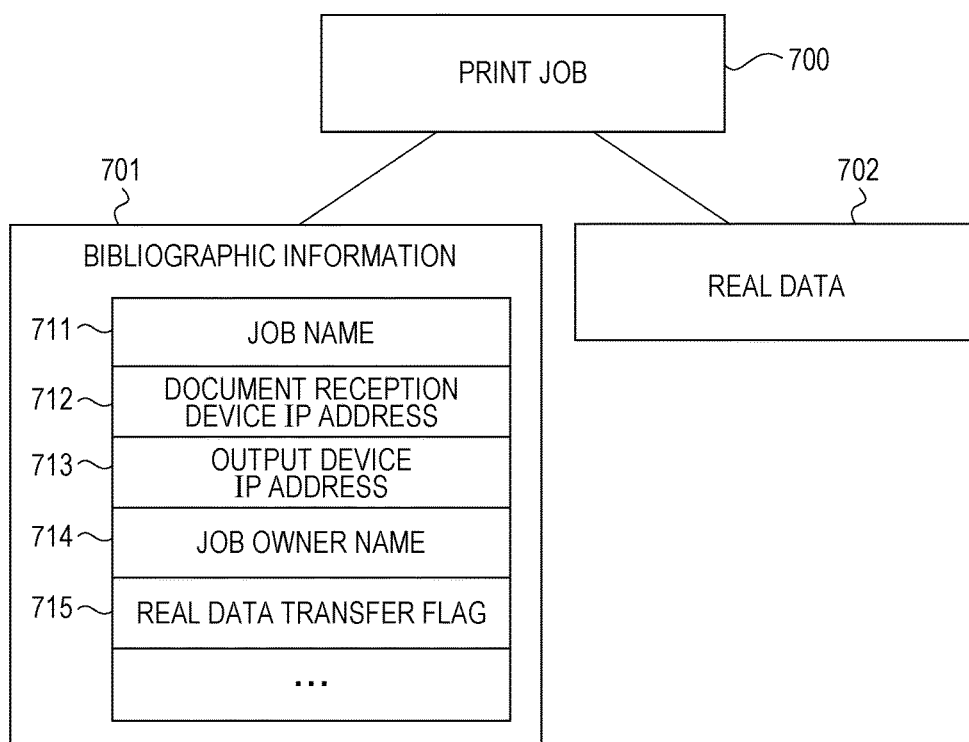 PRINT JOB
700
701
702
BIBLIOGRAPHIC INFORMATION
REAL DATA
711
JOB NAME
712
DOCUMENT RECEPTION
DEVICE IP ADDRESS
713
OUTPUT DEVICE
IP ADDRESS
714
JOB OWNER NAME
715
REAL DATA TRANSFER FLAG
...